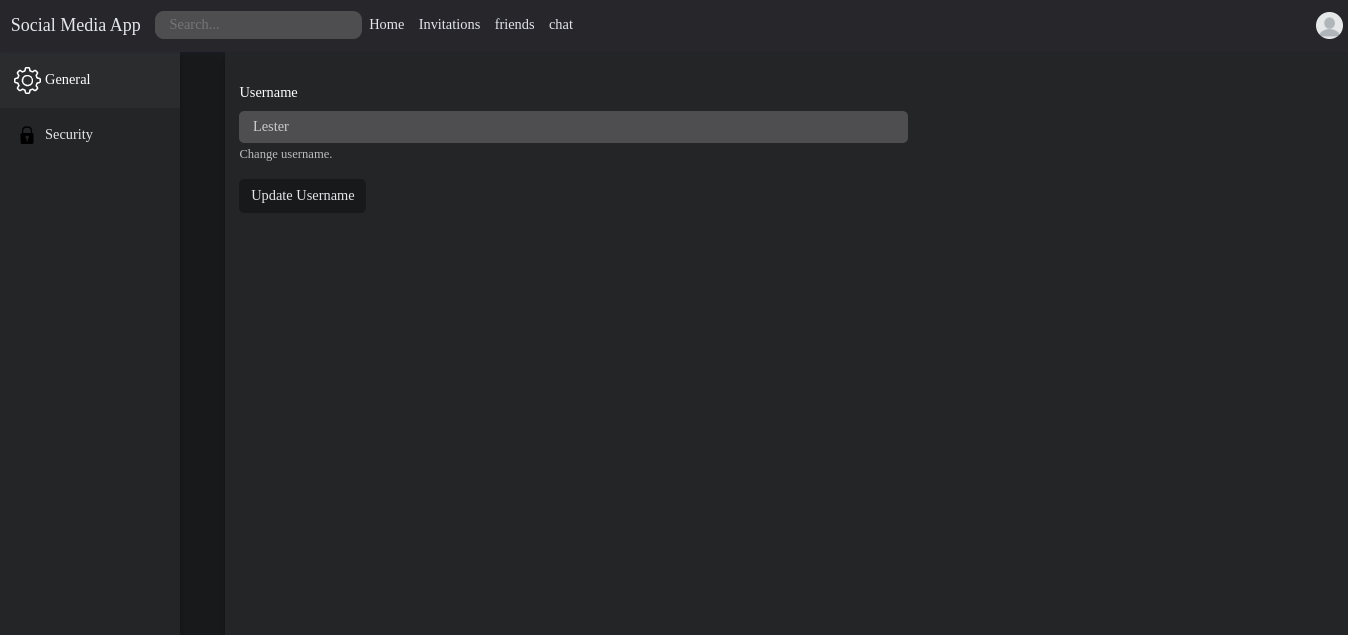 Social Media App
Search...
Home
Invitations
friends
chat
General
Security
Username
Lester
Change username.
Update Username